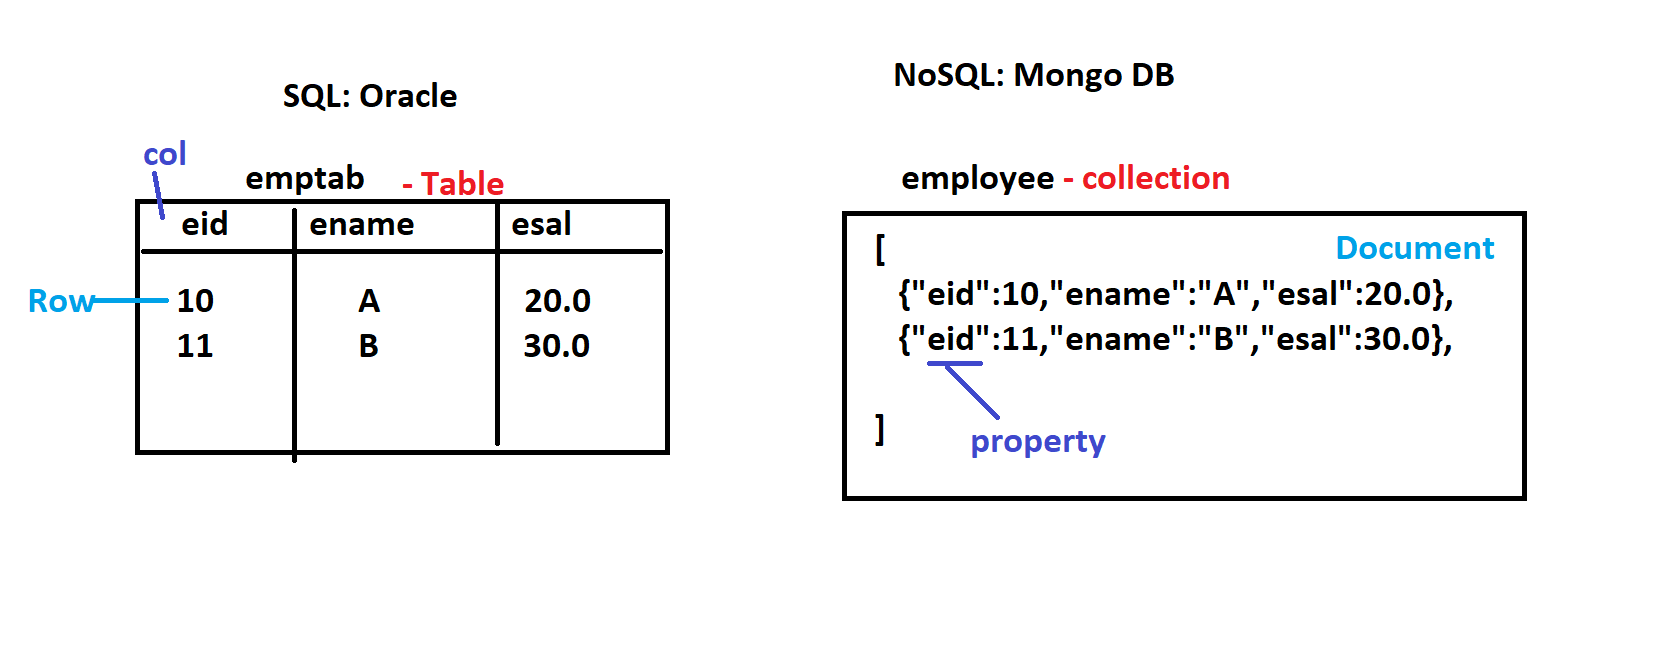 SQL: Oracle
col
emptab - Table
eid ename esal
Row 10 A 20.0
11 B 30.0
NoSQL: Mongo DB
employee - collection
[ Document
{"eid":10,"ename":"A","esal":20.0},
{"eid":11,"ename":"B","esal":30.0},
]
property